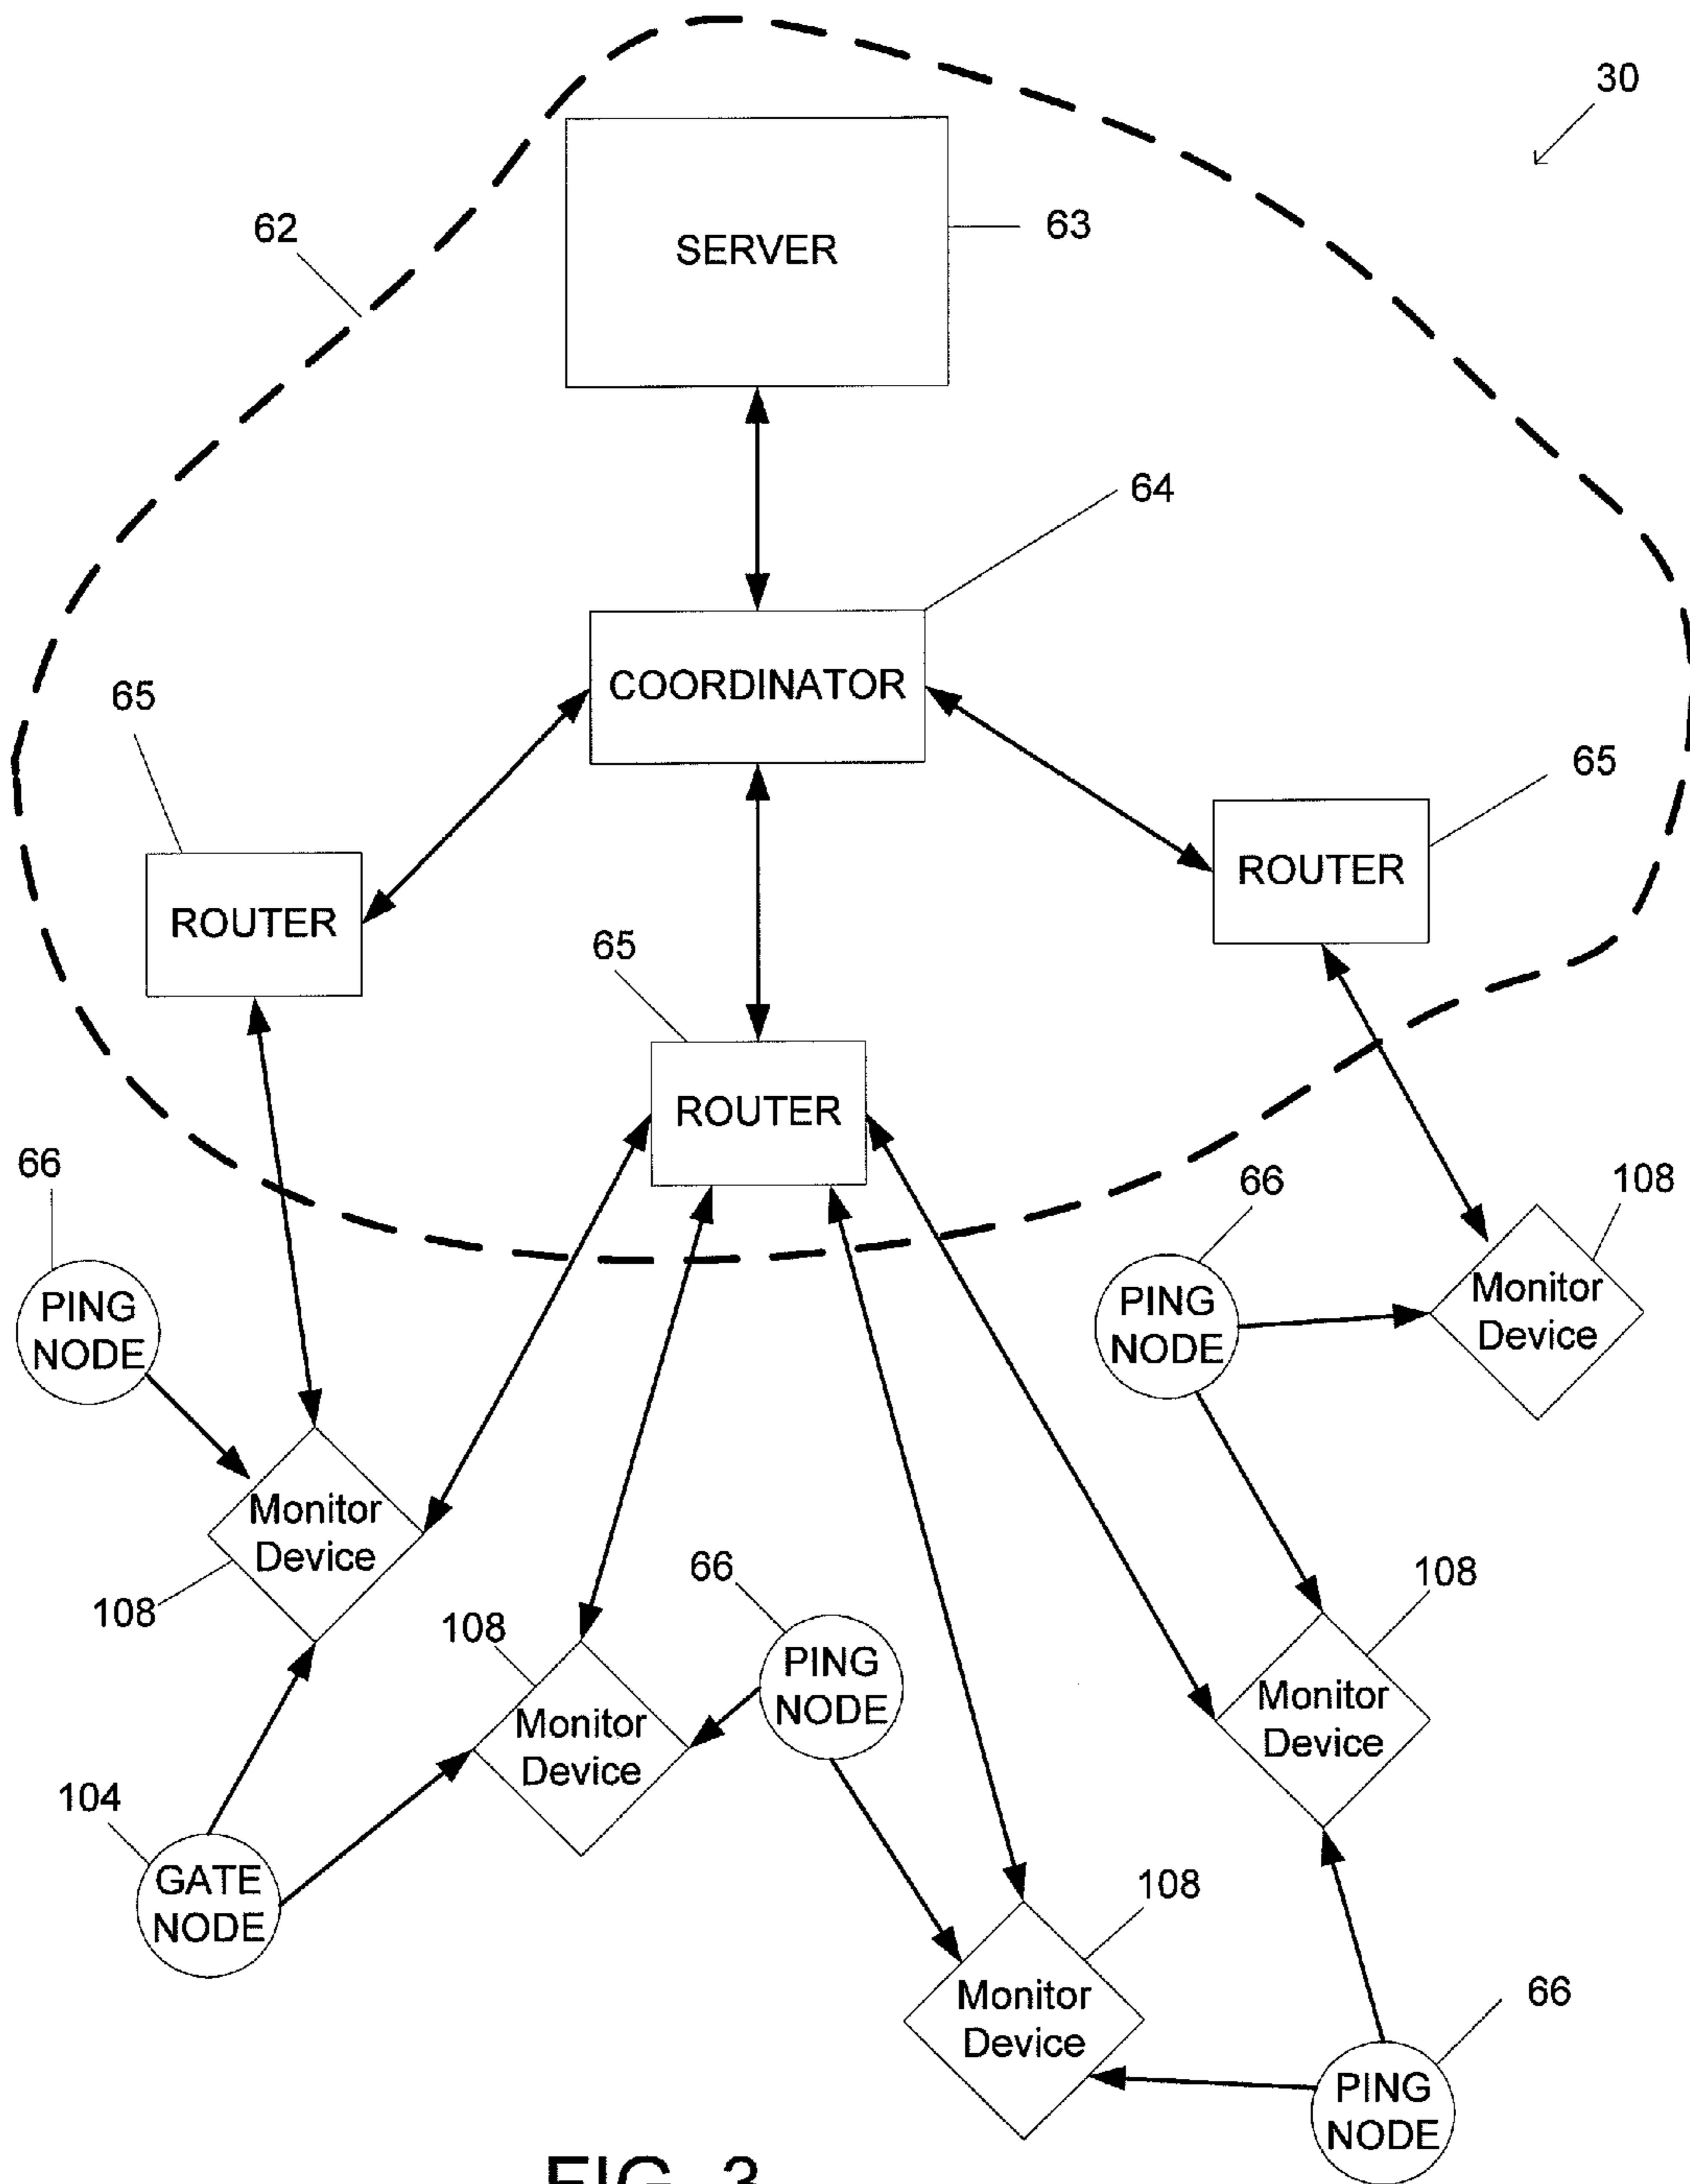 30
62
SERVER
63
64
COORDINATOR
65
65
ROUTER
ROUTER
65
ROUTER
66
66
108
PING
NODE
PING
NODE
Monitor
Device
Monitor
Device
108
66
108
108
PING
NODE
Monitor
Device
Monitor
Device
104
GATE
NODE
108
Monitor
Device
66
PING
NODE
FIG. 3